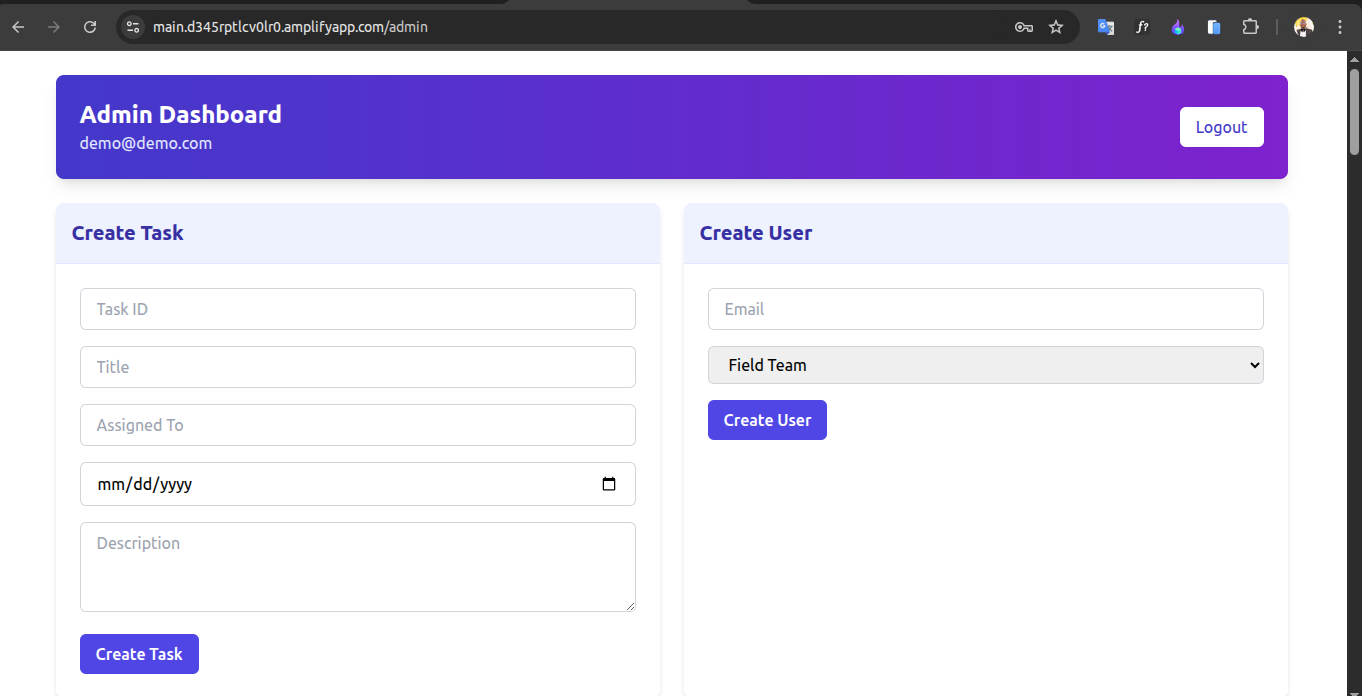 main.d345rptlcv0lr0.amplifyapp.com/admin
f?
Admin Dashboard
demo@demo.com
Logout
Create Task
Task ID
Title
Assigned To
mm/dd/yyyy
Description
Create Task
Create User
Email
Field Team
Create User